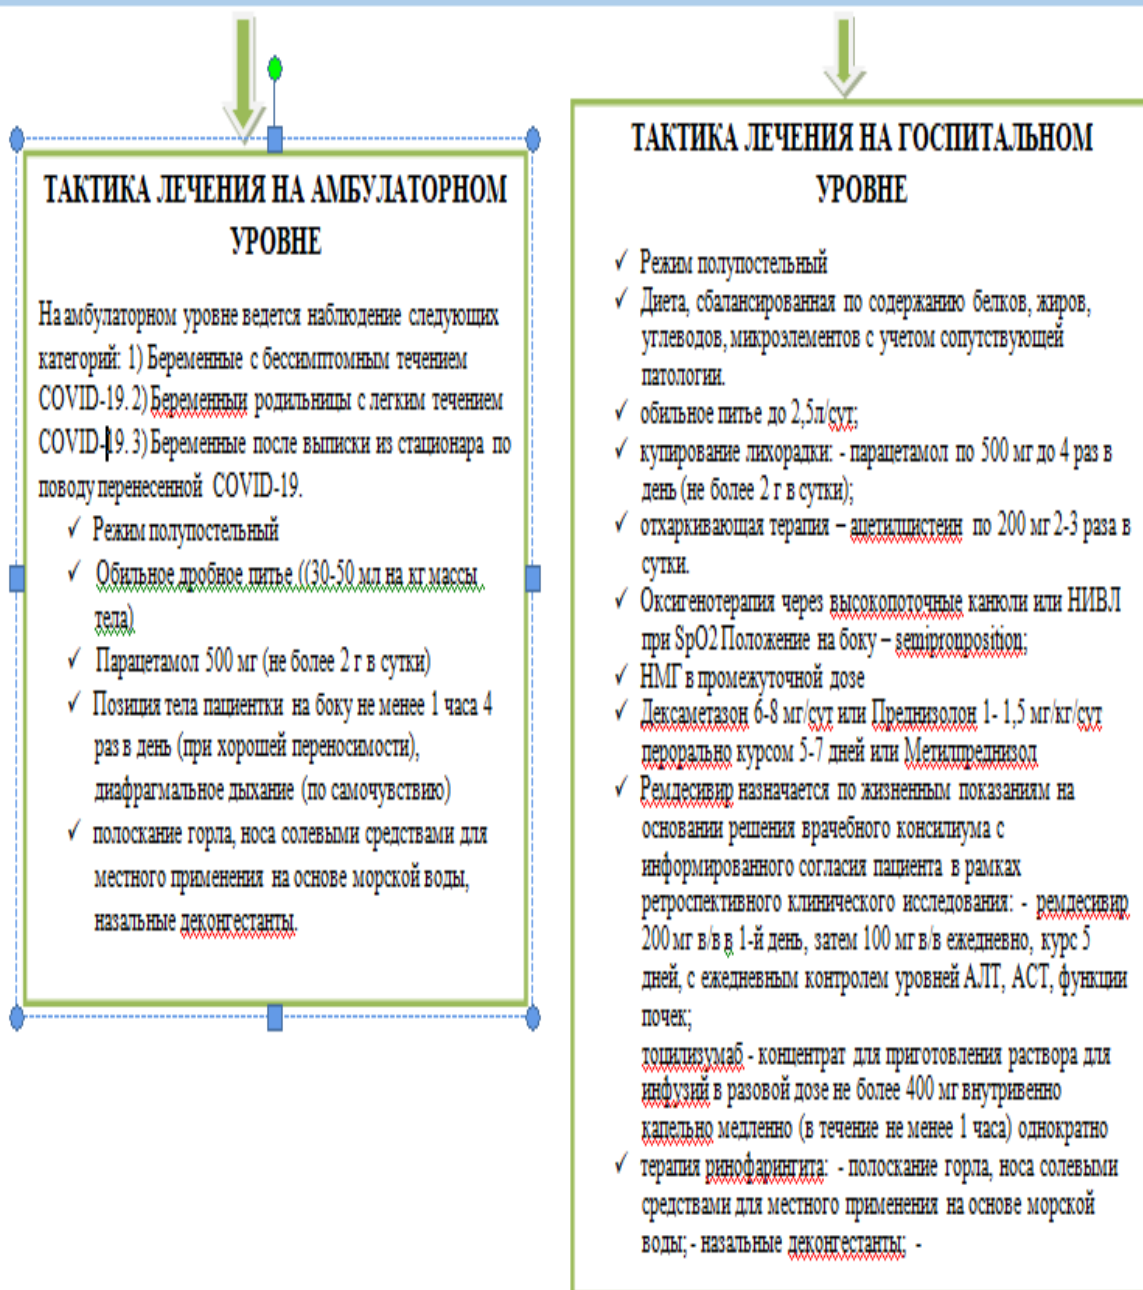 ТАКТИКА ЛЕЧЕНИЯ НА АМБУЛАТОРНОМ
УРОВНЕ
На амбулаторном уровне ведется наблюдение следующих
категорий: 1) Беременные с бессимптомным течением
COVID-19. 2) Беременныи родильницы с легким течением
COVID-19. 3) Беременные после выписки из стационара по
поводу перенесенной COVID-19.
✓ Режим полупостельный
✓ Обильное дробное питье ((30-50 мл на кг массы
тела)
✓ Парацетамол 500 мг (не более 2 г в сутки)
✓ Позиция тела пациентки на боку не менее 1 часа 4
раз в день (при хорошей переносимости),
диафрагмальное дыхание (по самочувствию)
✓ полоскание горла, носа солевыми средствами для
местного применения на основе морской воды,
назальные деконгестанты.
ТАКТИКА ЛЕЧЕНИЯ НА ГОСПИТАЛЬНОМ
УРОВНЕ
✓ Режим полупостельный
✓ Диета, сбалансированная по содержанию белков, жиров,
углеводов, микроэлементов с учетом сопутствующей
патологии.
✓ обильное питье до 2,5л/сут;
✓ купирование лихорадки: - парацетамол по 500 мг до 4 раз в
день (не более 2 г в сутки);
✓ отхаркивающая терапия – ацетилцистеин по 200 мг 2-3 раза в
сутки.
✓ Оксигенотерапия через высокопоточные канюли или НИВЛ
при SpO2 Положение на боку – semipronposition;
✓ НМГ в промежуточной дозе
✓ Дексаметазон 6-8 мг/сут или Преднизолон 1- 1,5 мг/кг/сут
перорально курсом 5-7 дней или Метилпреднизол
✓ Ремдесивир назначается по жизненным показаниям на
основании решения врачебного консилиума с
информированного согласия пациента в рамках
ретроспективного клинического исследования: - ремдесивир
200 мг в/в в 1-й день, затем 100 мг в/в ежедневно, курс 5
дней, с ежедневным контролем уровней АЛТ, АСТ, функции
почек;
тоцилизумаб - концентрат для приготовления раствора для
инфузий в разовой дозе не более 400 мг внутривенно
капельно медленно (в течение не менее 1 часа) однократно
✓ терапия ринофарингита: - полоскание горла, носа солевыми
средствами для местного применения на основе морской
воды; - назальные деконгестанты; -